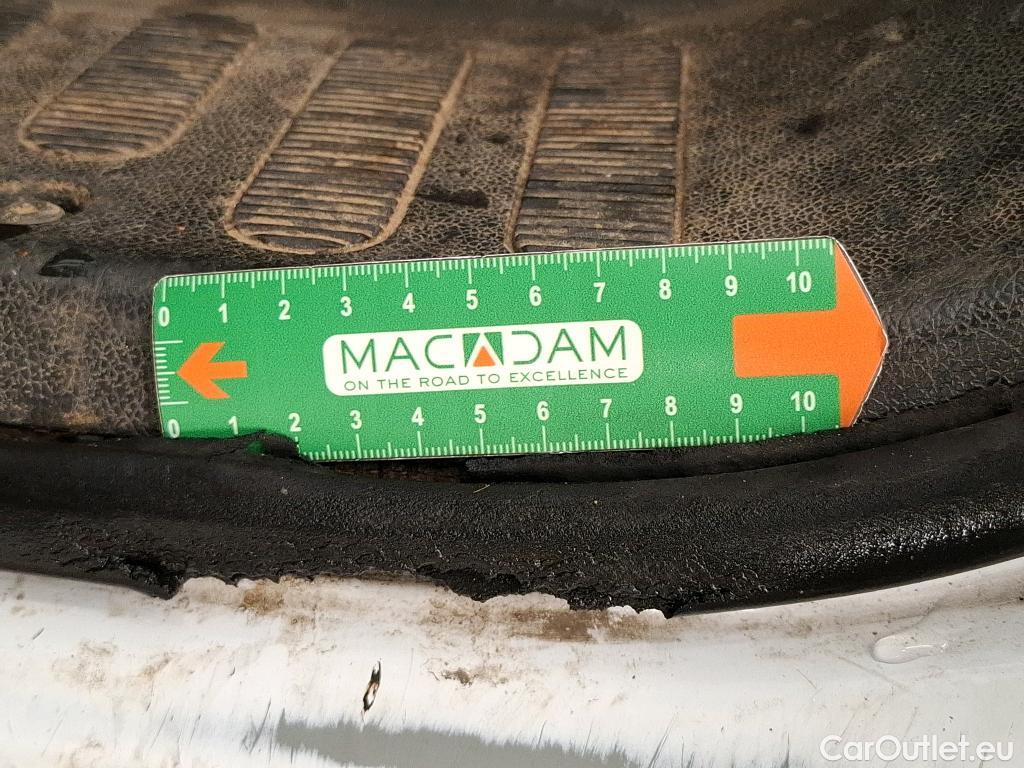 0 1 2 3 4 5 6 7 8 9 10
MACADAM
ON THE ROAD TO EXCELLENCE
0 1 2 3 4 5 6 7 8 9 10
CarOutlet.eu